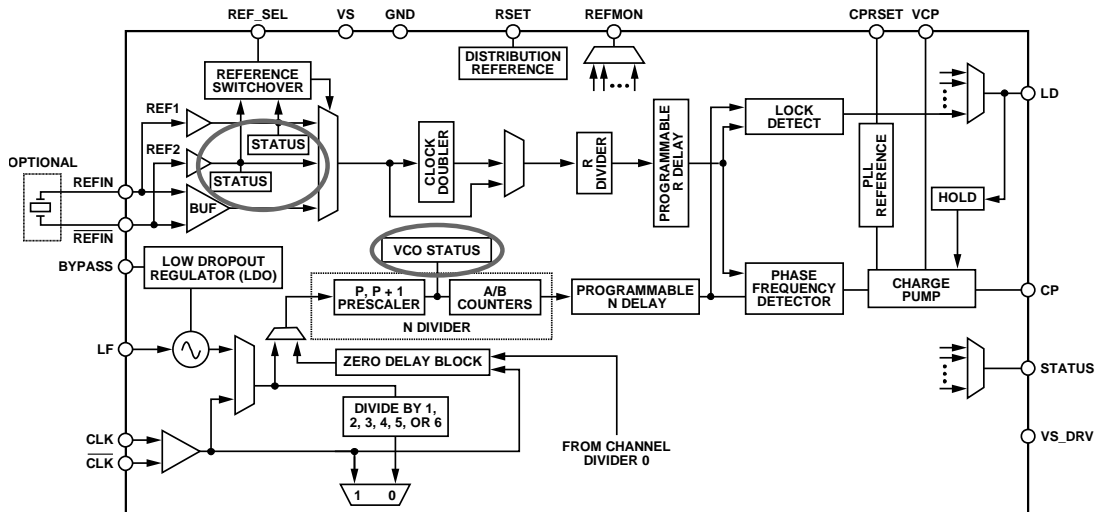 REF_SEL VS GND RSET REFMON CPRSET VCP
DISTRIBUTION
REFERENCE
REFERENCE
SWITCHOVER
REF1
STATUS
REF2
STATUS
OPTIONAL
REFIN
BUF
REFIN
CLOCK
DOUBLER
R
DIVIDER
PROGRAMMABLE
R DELAY
LOCK
DETECT
LD
PLL
REFERENCE
HOLD
BYPASS
LOW DROPOUT
REGULATOR (LDO)
VCO STATUS
P, P + 1
PRESCALER
A/B
COUNTERS
N DIVIDER
PROGRAMMABLE
N DELAY
PHASE
FREQUENCY
DETECTOR
CHARGE
PUMP
CP
LF
ZERO DELAY BLOCK
STATUS
DIVIDE BY 1,
2, 3, 4, 5, OR 6
FROM CHANNEL
DIVIDER 0
CLK
CLK
VS_DRV
1 0